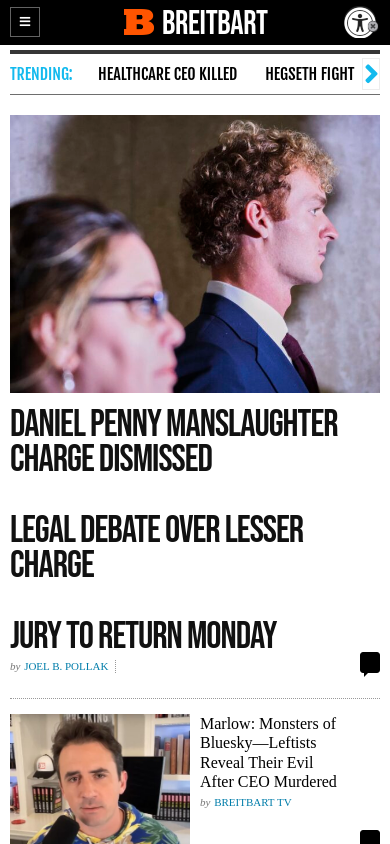 B BREITBART
TRENDING:
HEALTHCARE CEO KILLED
HEGSETH FIGHT
DANIEL PENNY MANSLAUGHTER
CHARGE DISMISSED
LEGAL DEBATE OVER LESSER
CHARGE
JURY TO RETURN MONDAY
by JOEL B. POLLAK
Marlow: Monsters of
Bluesky—Leftists
Reveal Their Evil
After CEO Murdered
by BREITBART TV